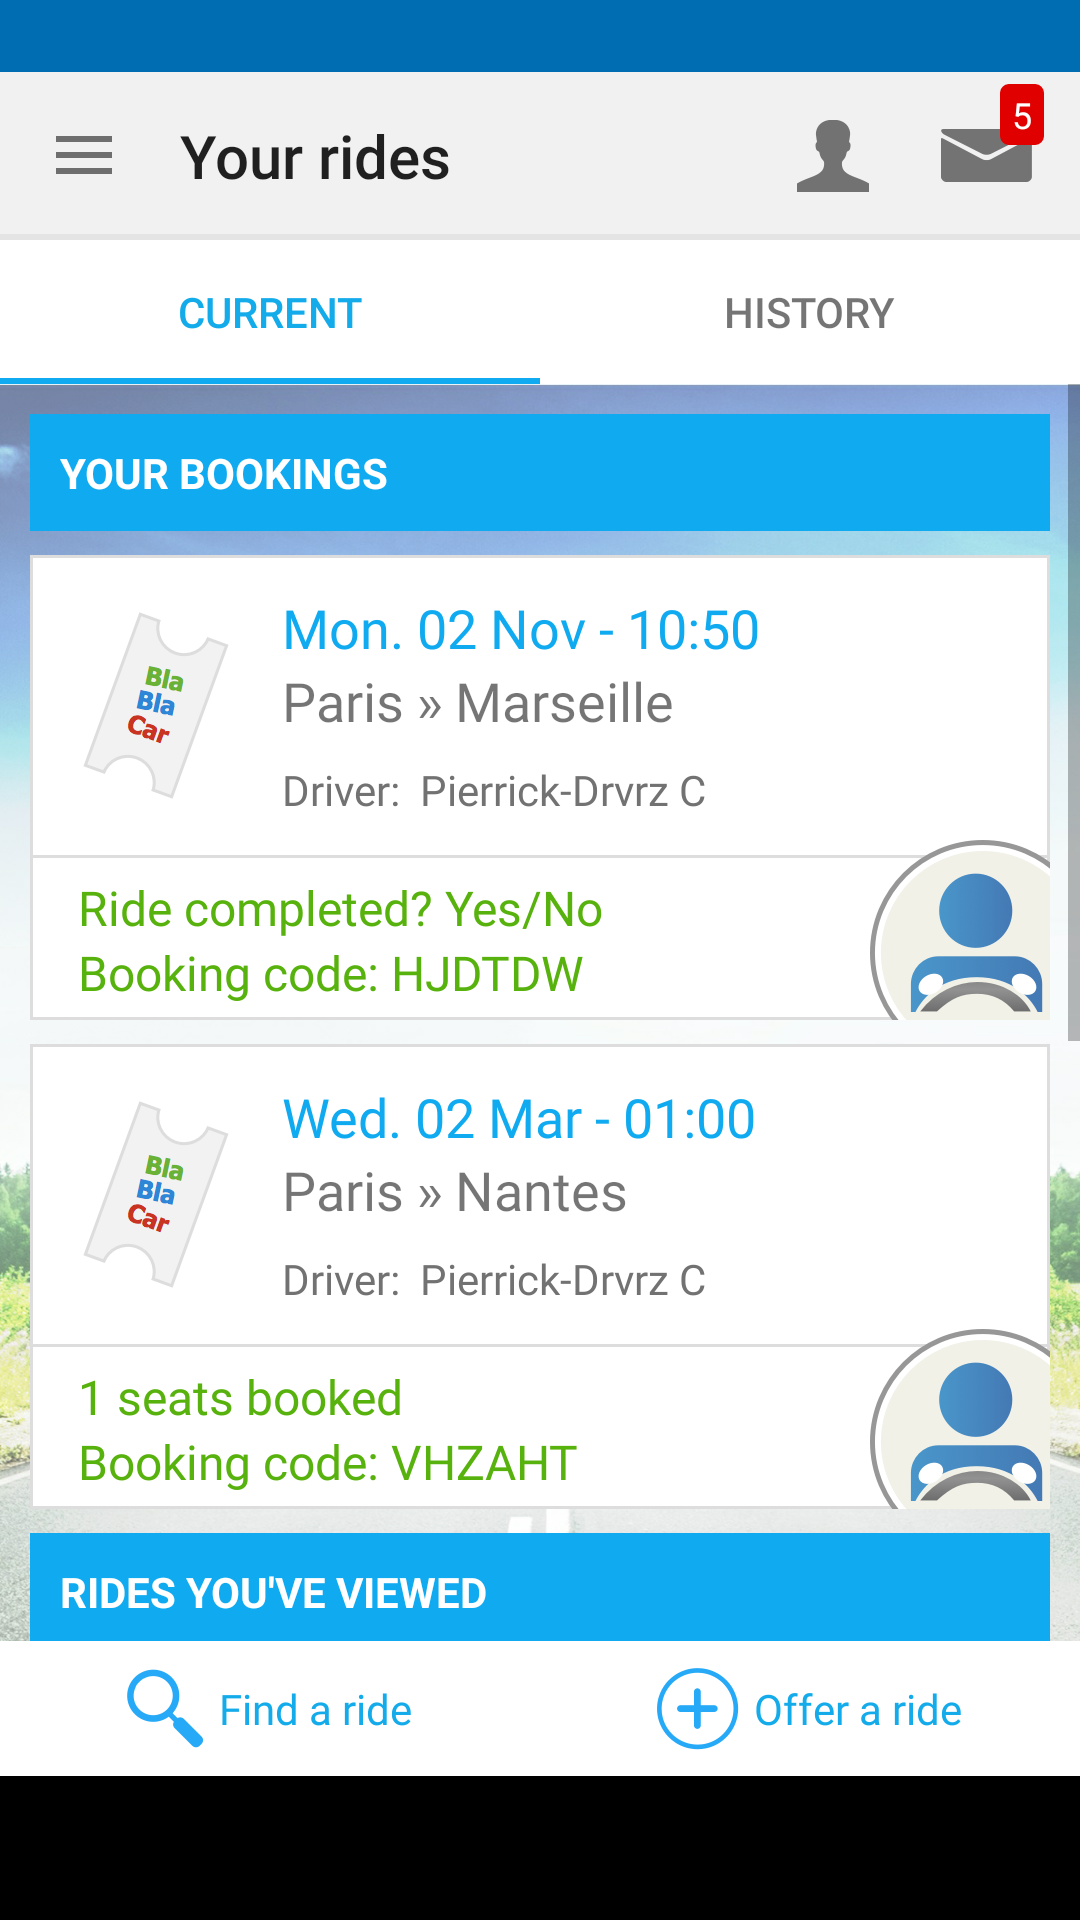 5
Your rides
CURRENT
HISTORY
YOUR BOOKINGS
Mon. 02 Nov - 10:50
Paris » Marseille
Driver: Pierrick-Drvrz C
Bla
Bla
Car
Ride completed? Yes/No
Booking code: HJDTDW
Wed. 02 Mar - 01:00
Paris » Nantes
Driver: Pierrick-Drvrz C
Bla
Bla
Car
1 seats booked
Booking code: VHZAHT
RIDES YOU'VE VIEWED
Find a ride
Offer a ride